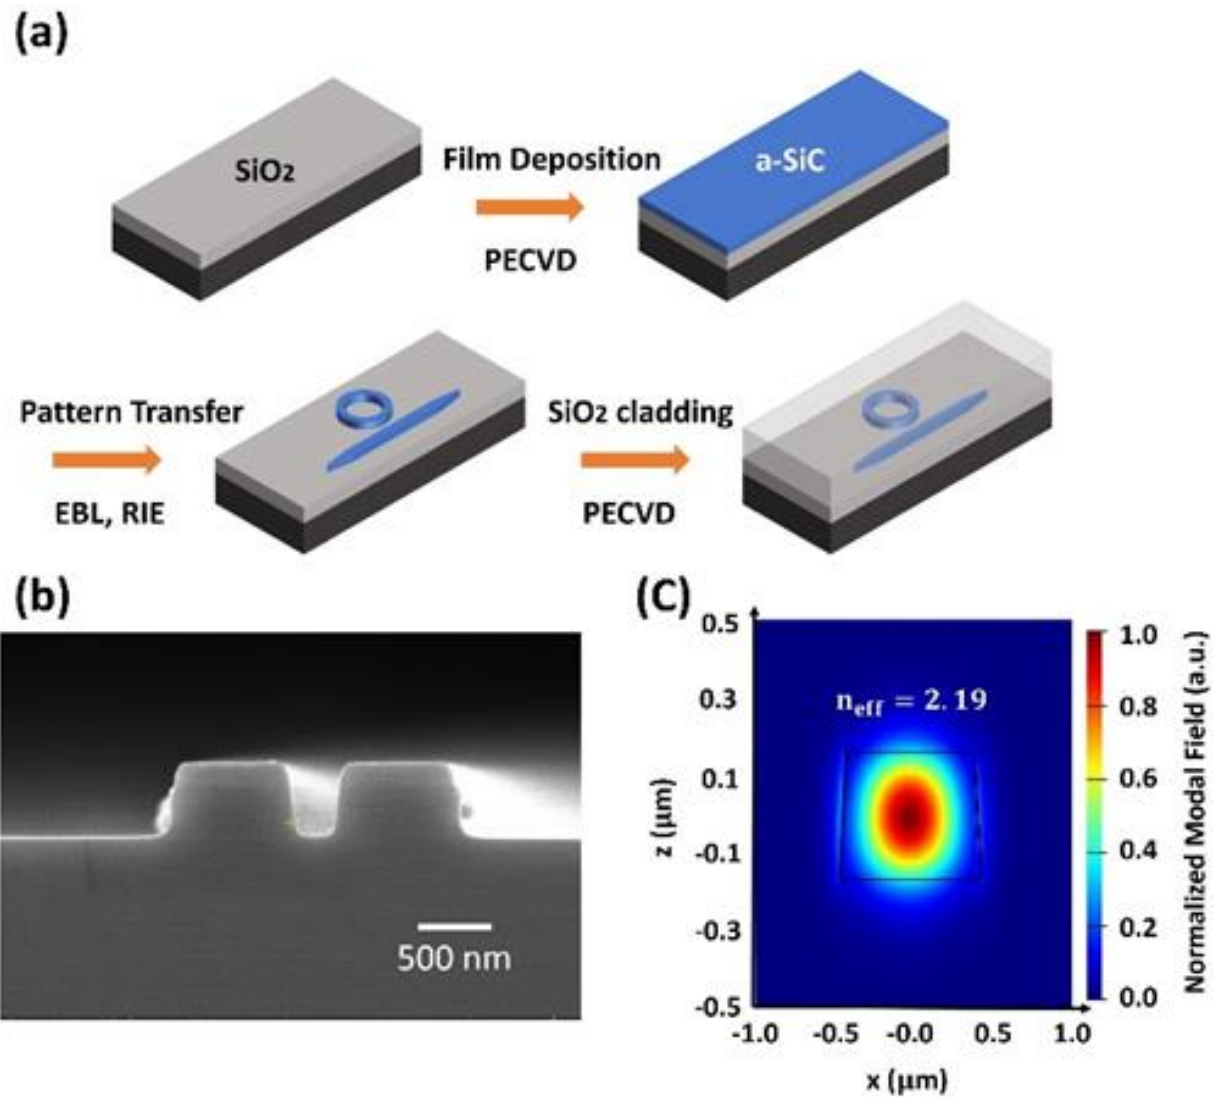 (a)
SiO2
Film Deposition
PECVD
a-SiC
Pattern Transfer
EBL, RIE
SiO2 cladding
PECVD
(b)
500 nm
(C)
0.5
0.3
0.1
-0.1
-0.3
-0.5
z (μm)
neff = 2.19
-1.0 -0.5 -0.0 0.5 1.0
x (μm)
1.0
0.8
0.6
0.4
0.2
0.0
Normalized Modal Field (a.u.)